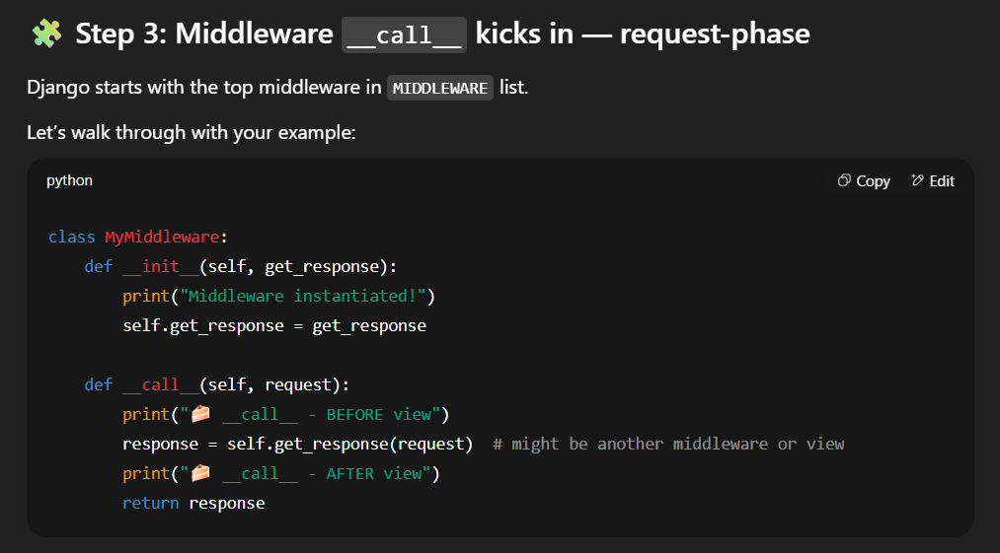 🧩 Step 3: Middleware __call__ kicks in — request-phase
Django starts with the top middleware in MIDDLEWARE list.
Let's walk through with your example:
python
Copy
Edit
class MyMiddleware:
    def __init__(self, get_response):
        print("Middleware instantiated!")
        self.get_response = get_response

    def __call__(self, request):
        print("🍰 __call__ - BEFORE view")
        response = self.get_response(request)  # might be another middleware or view
        print("🍰 __call__ - AFTER view")
        return response